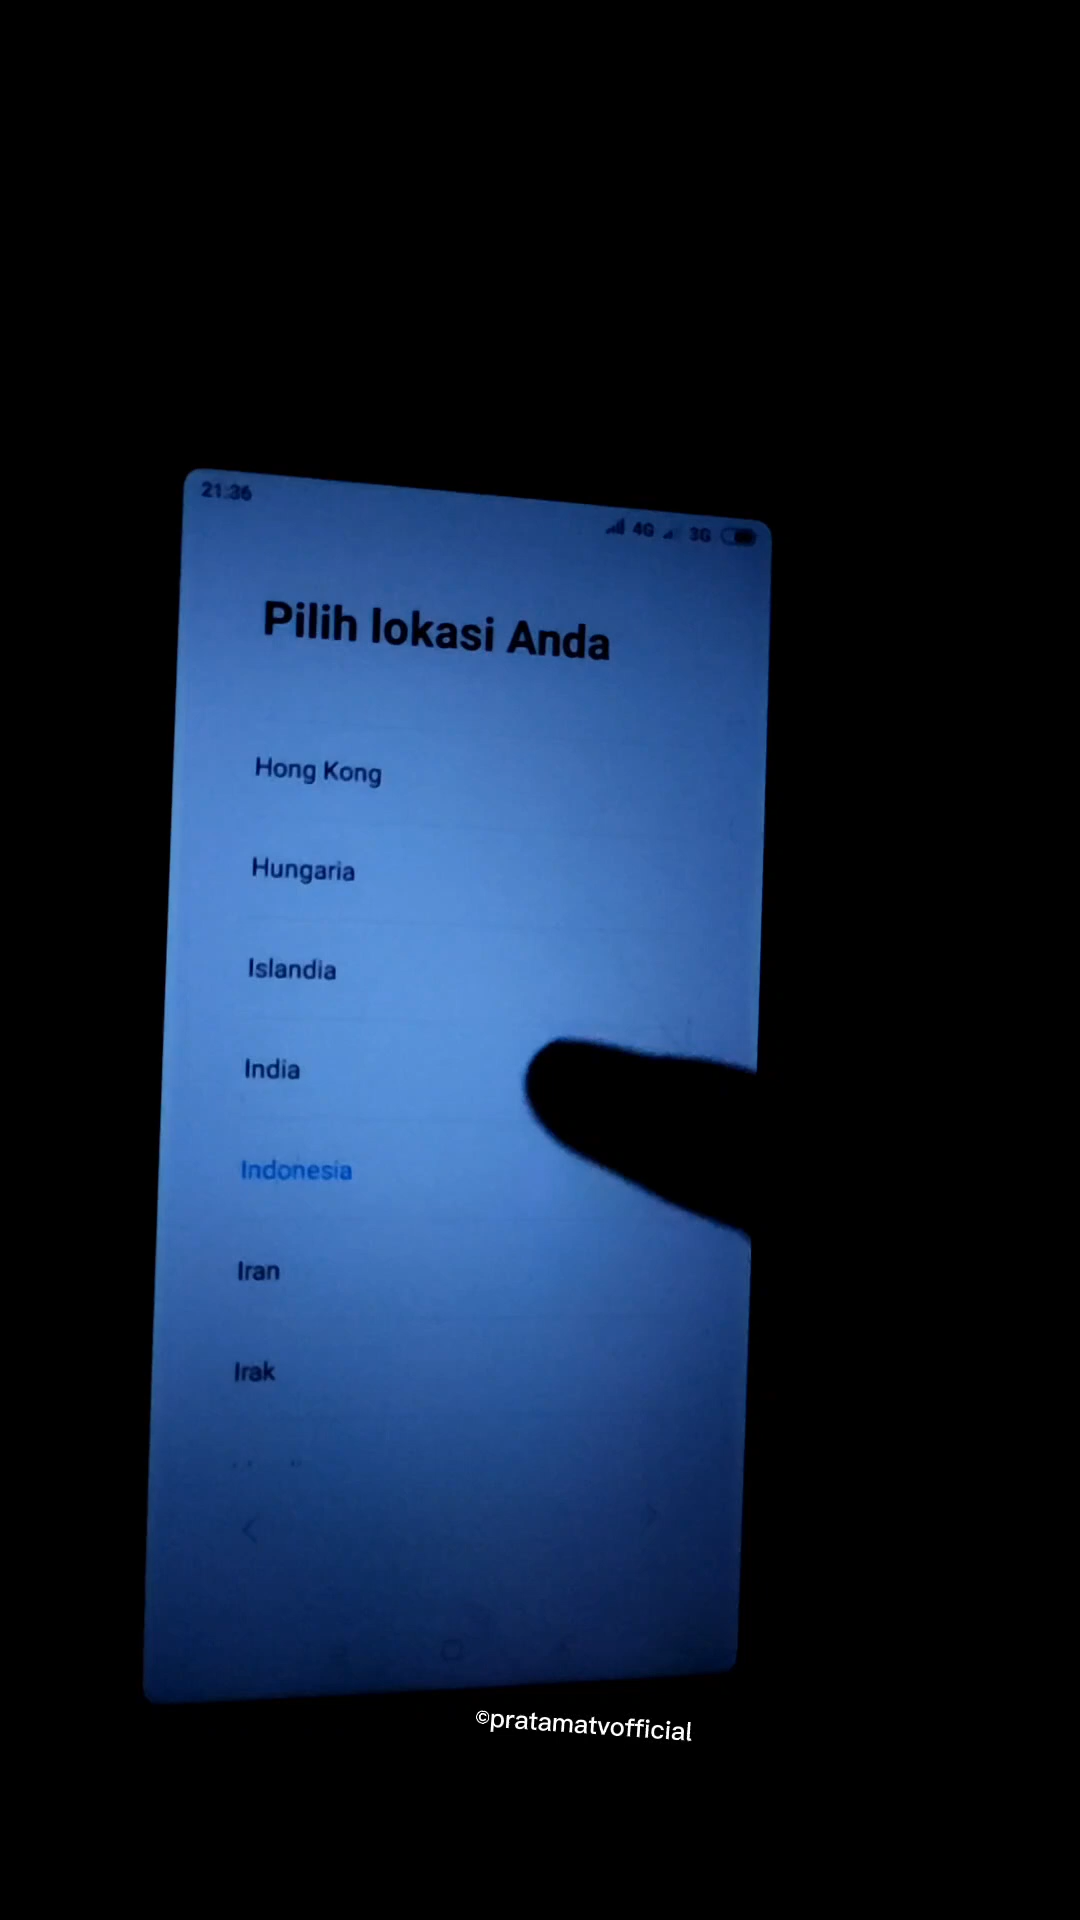 21:36
4G 3G
Pilih lokasi Anda
Hong Kong
Hungaria
Islandia
India
Indonesia
Iran
Irak
©pratamatvofficial